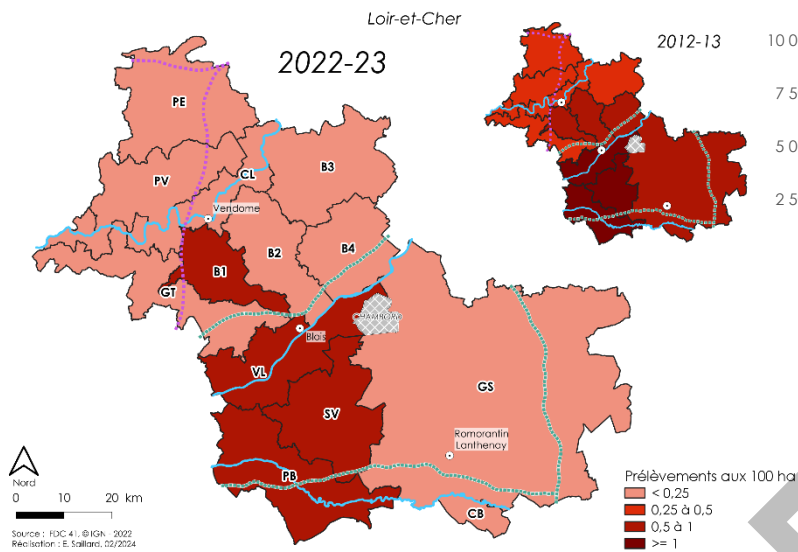 Loir-et-Cher
2022-23
2012-13
100
75
50
25
PE
PV
CL
B3
Vendome
B1
B2
B4
GT
CHAMBORD
Blois
VL
GS
SV
Romorantin
Lanthenay
PB
CB
Nord
0 10 20 km
Source : FDC 41, ©IGN - 2022
Réalisation : E. Saillard, 02/2024
Prélèvements aux 100 ha
< 0,25
0,25 à 0,5
0,5 à 1
>= 1